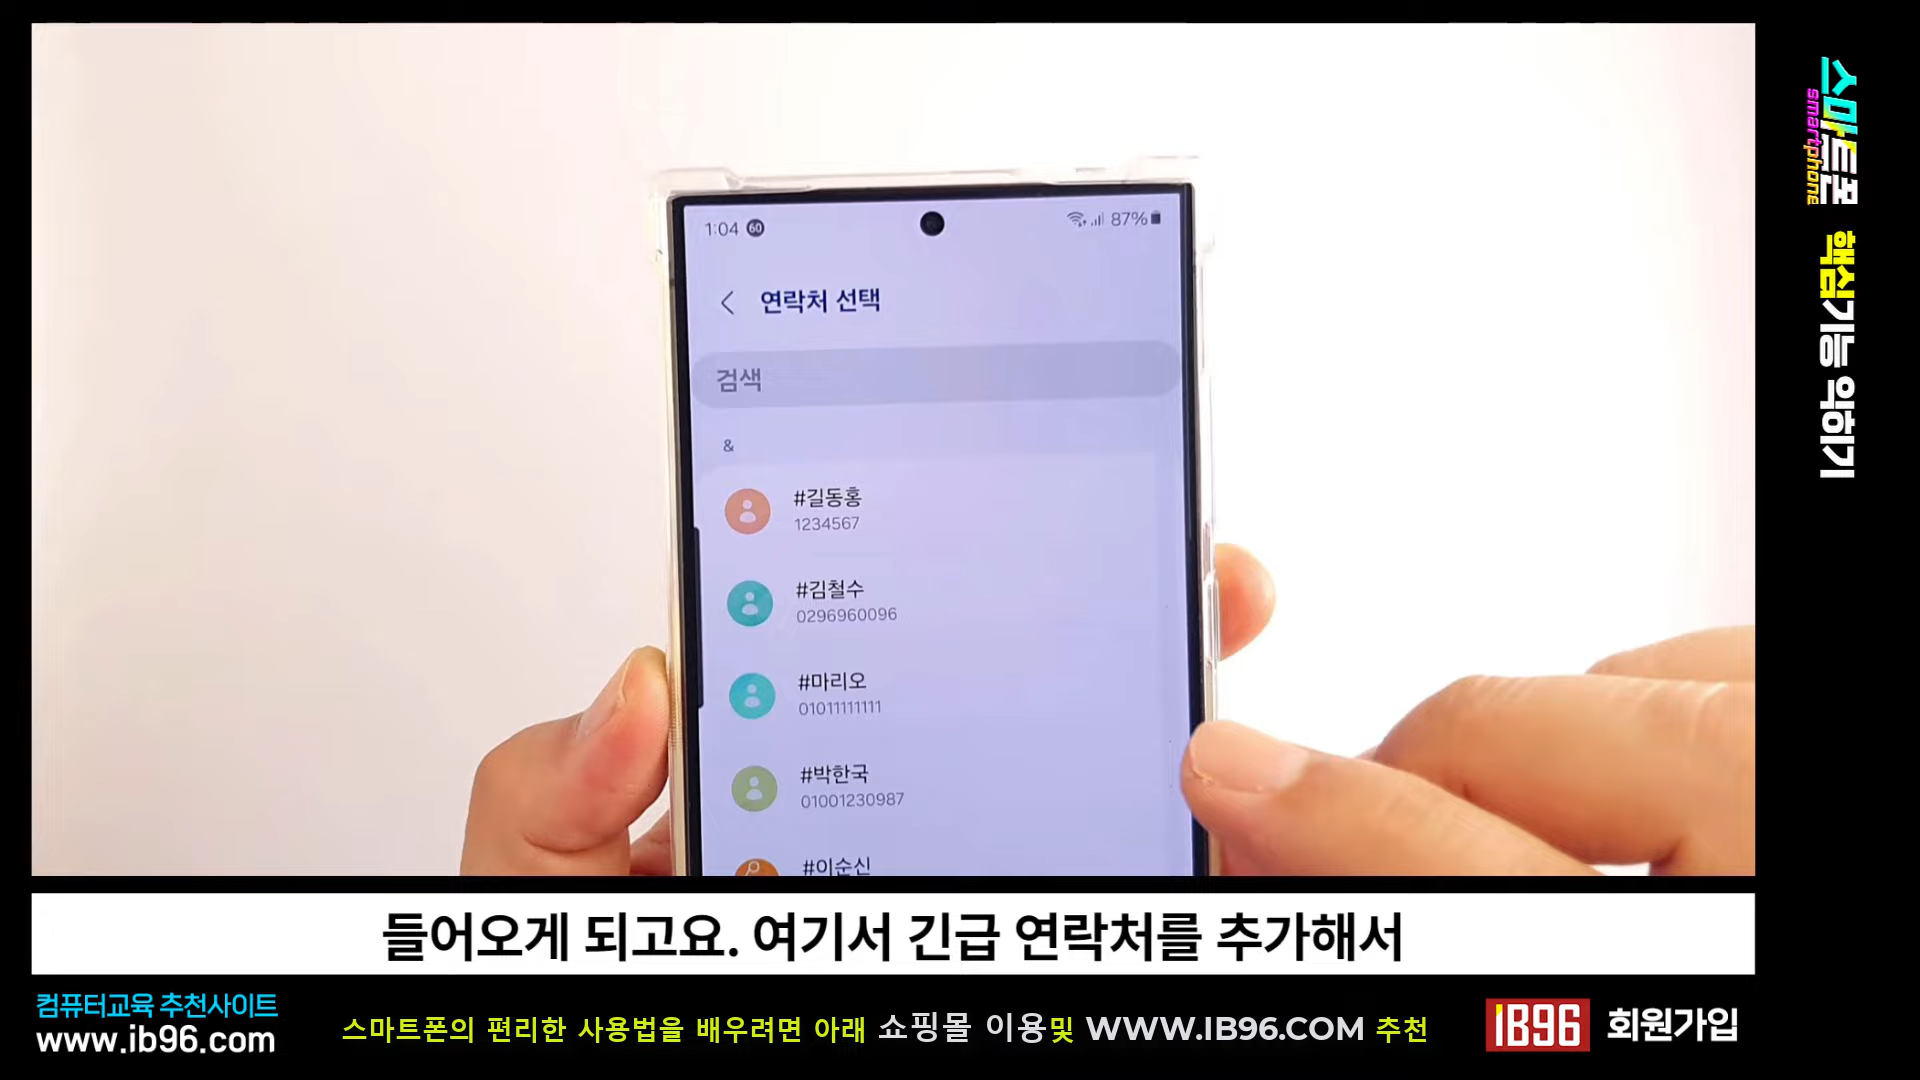 1:04 60 87%
연락처 선택
검색
&
#길동홍
1234567
#김철수
0296960096
#마리오
01011111111
#박한국
01001230987
#이순신
스마트폰
smartphone
핵심기능 익히기
들어오게 되고요. 여기서 긴급 연락처를 추가해서
컴퓨터교육 추천사이트
www.ib96.com
스마트폰의 편리한 사용법을 배우려면 아래 쇼핑몰 이용및 WWW.IB96.COM 추천
IB96 회원가입